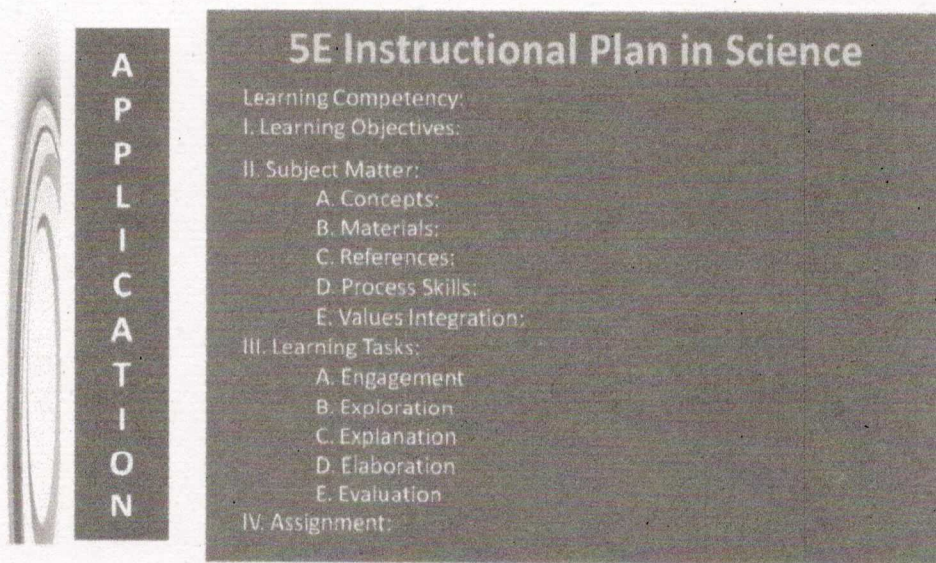 APPLICATION
5E Instructional Plan in Science
Learning Competency:
I. Learning Objectives:
II. Subject Matter:
A. Concepts:
B. Materials:
C. References:
D. Process Skills:
E. Values Integration:
III. Learning Tasks:
A. Engagement
B. Exploration
C. Explanation
D. Elaboration
E. Evaluation
IV. Assignment: